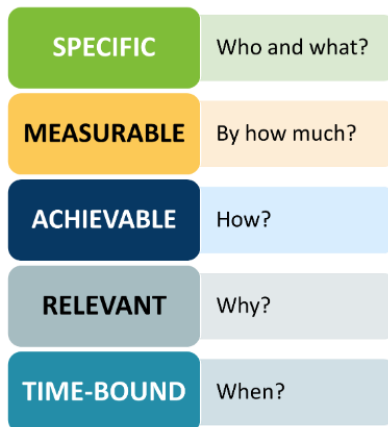 SPECIFIC Who and what?
MEASURABLE By how much?
ACHIEVABLE How?
RELEVANT Why?
TIME-BOUND When?